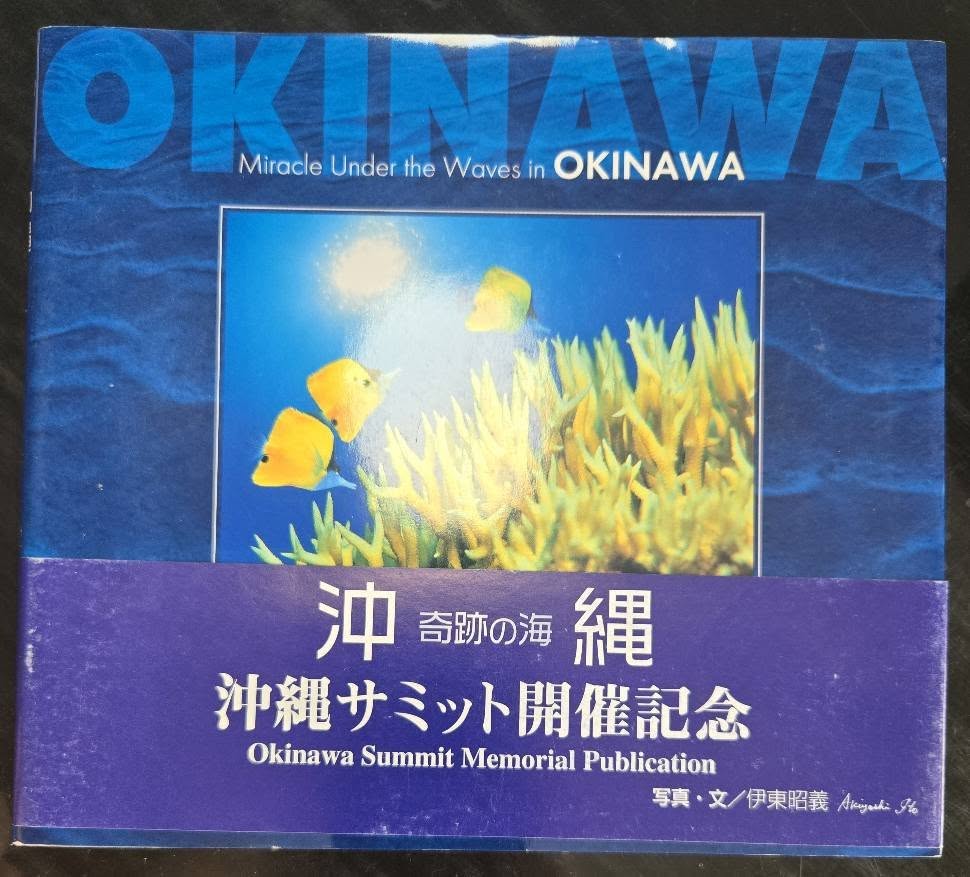 OKINAWA
Miracle Under the Waves in OKINAWA
沖 奇跡の海 縄
沖縄サミット開催記念
Okinawa Summit Memorial Publication
写真・文／伊東昭義 Akiyoshi Ito